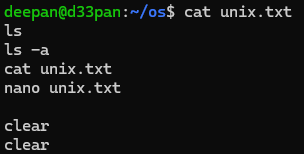 deepan@d33pan:~/os$ cat unix.txt
ls
ls -a
cat unix.txt
nano unix.txt

clear
clear